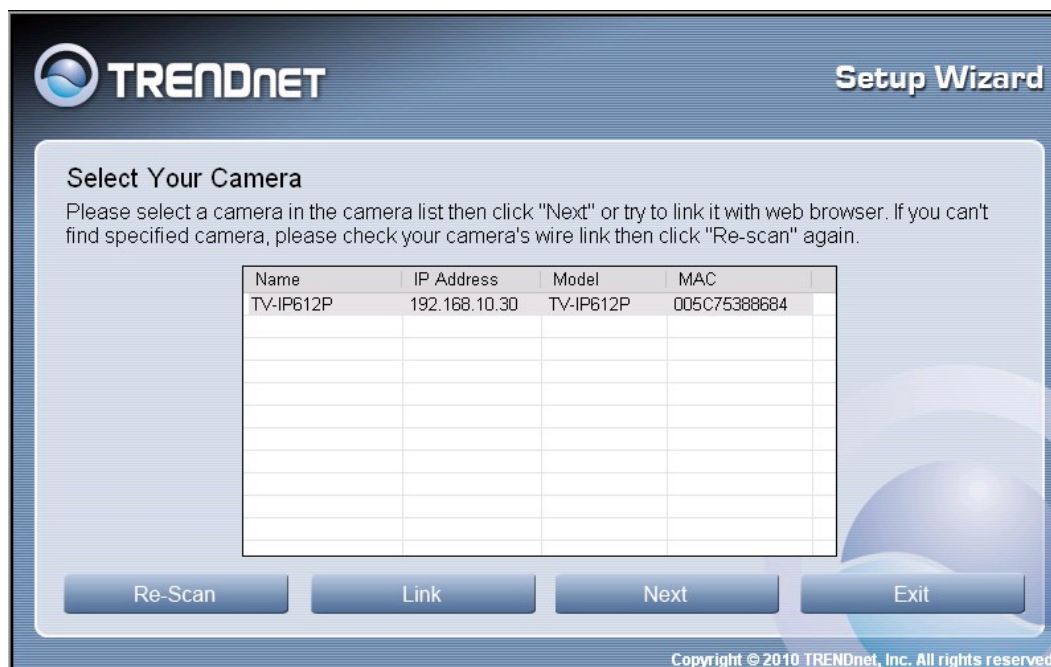 TRENDNET
Setup Wizard
Select Your Camera
Please select a camera in the camera list then click "Next" or try to link it with web browser. If you can't
find specified camera, please check your camera's wire link then click "Re-scan" again.
Name IP Address Model MAC
TV-IP612P 192.168.10.30 TV-IP612P 005C75388684
Re-Scan Link Next Exit
Copyright © 2010 TRENDnet, Inc. All rights reserved